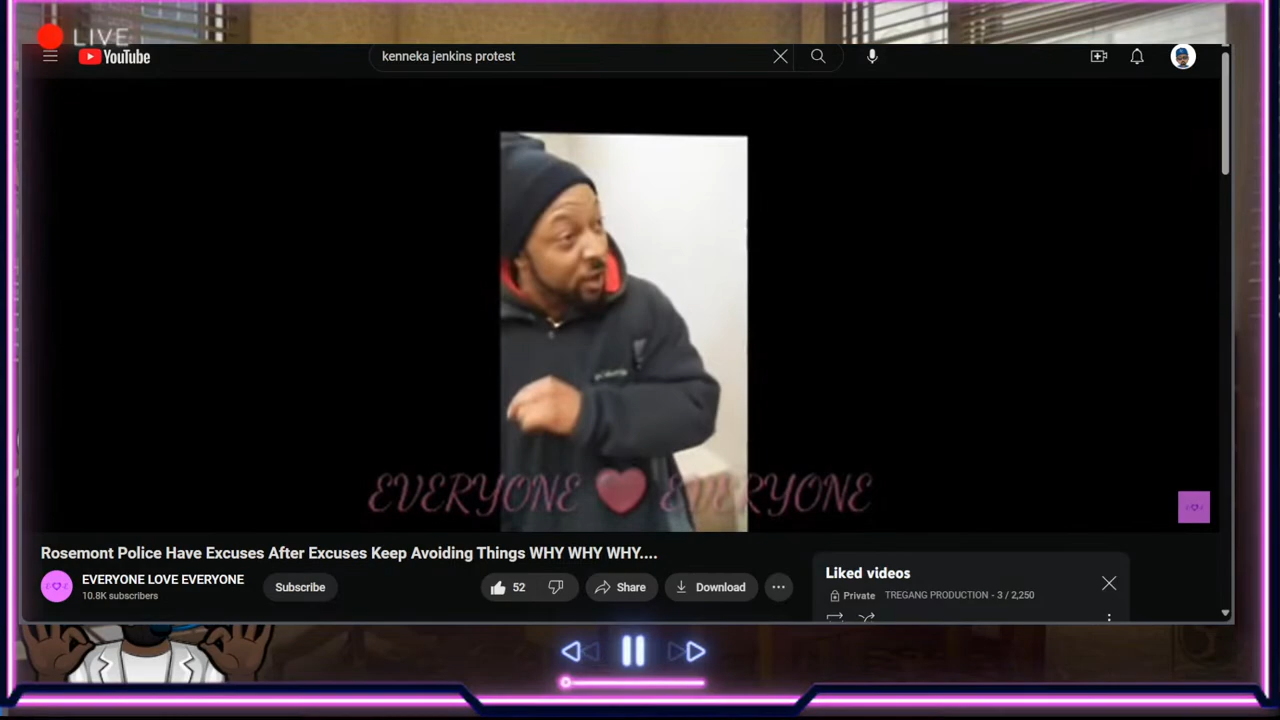 LIVE
YouTube
kenneka jenkins protest
EVERYONE EVERYONE
Rosemont Police Have Excuses After Excuses Keep Avoiding Things WHY WHY WHY....
EVERYONE LOVE EVERYONE
10.8K subscribers
Subscribe
52
Share
Download
Liked videos
Private TREGANG PRODUCTION - 3 / 2,250